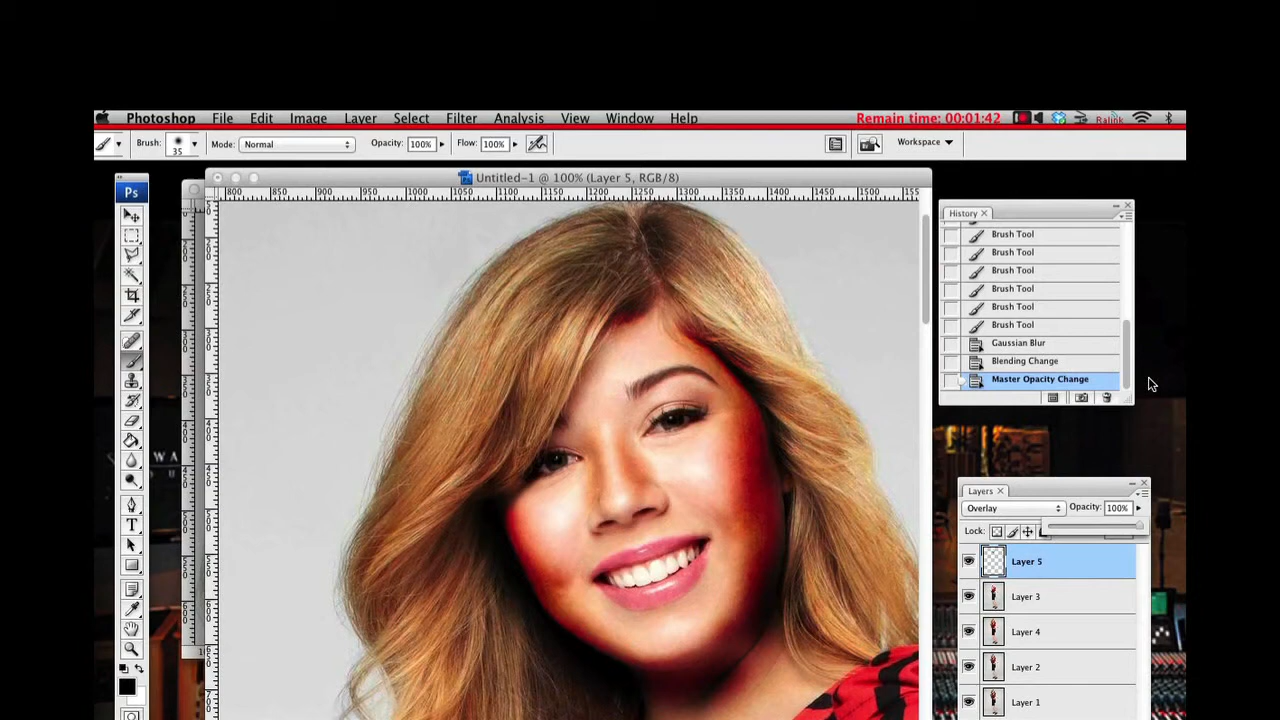 Photoshop File Edit Image Layer Select Filter Analysis View Window Help Remain time: 00:01:42 Ralink
Brush: 35 Mode: Normal Opacity: 100% Flow: 100% Workspace
Ps
Untitled-1 @ 100% (Layer 5, RGB/8)
800 850 900 950 1000 1050 1100 1150 1200 1250 1300 1350 1400 1450 1500 155
History
Brush Tool
Brush Tool
Brush Tool
Brush Tool
Brush Tool
Brush Tool
Gaussian Blur
Blending Change
Master Opacity Change
Layers
Overlay Opacity: 100%
Lock:
Layer 5
Layer 3
Layer 4
Layer 2
Layer 1